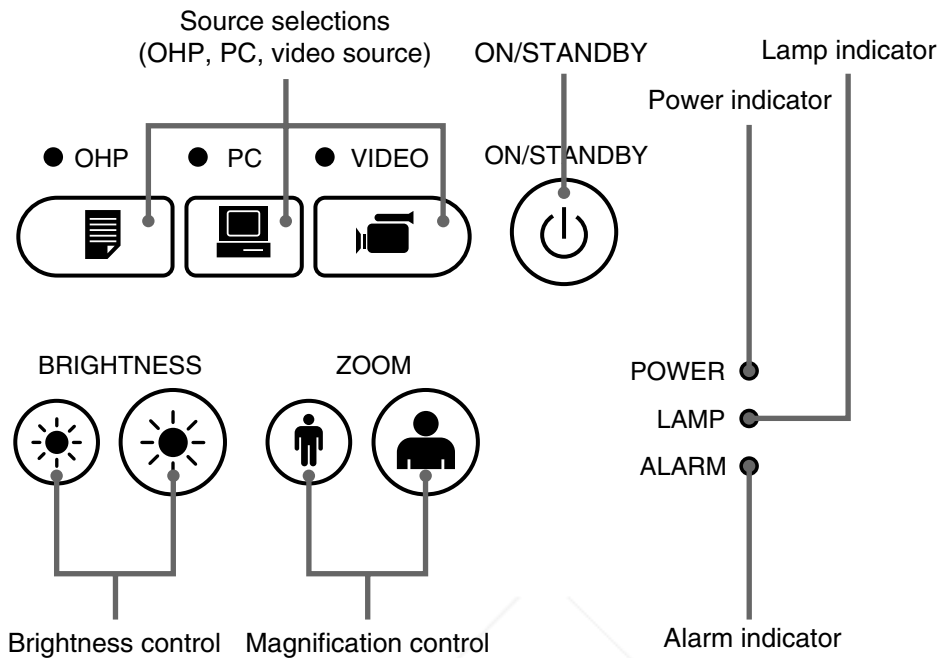 Source selections
(OHP, PC, video source)
ON/STANDBY
Lamp indicator
Power indicator
OHP
PC
VIDEO
ON/STANDBY
BRIGHTNESS
ZOOM
POWER
LAMP
ALARM
Brightness control
Magnification control
Alarm indicator